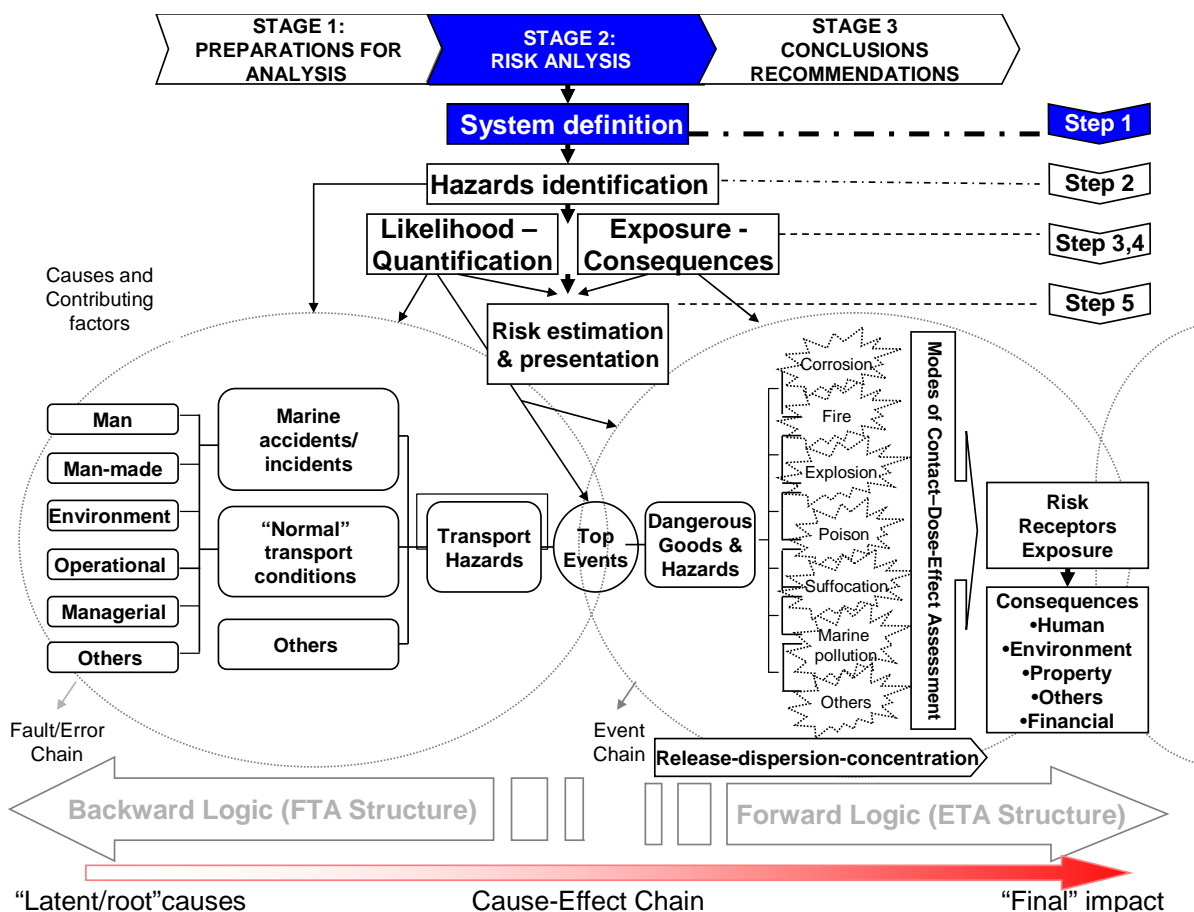 STAGE 1:
PREPARATIONS FOR
ANALYSIS
STAGE 2:
RISK ANLYSIS
STAGE 3
CONCLUSIONS
RECOMMENDATIONS
System definition
Step 1
Hazards identification
Step 2
Likelihood –
Quantification
Exposure -
Consequences
Step 3,4
Causes and
Contributing
factors
Risk estimation
& presentation
Step 5
Man
Man-made
Environment
Operational
Managerial
Others
Marine
accidents/
incidents
“Normal”
transport
conditions
Others
Transport
Hazards
Top
Events
Dangerous
Goods &
Hazards
Corrosion
Fire
Explosion
Poison
Suffocation
Marine
pollution
Others
Modes of Contact–Dose-Effect Assessment
Risk
Receptors
Exposure
Consequences
•Human
•Environment
•Property
•Others
•Financial
Fault/Error
Chain
Event
Chain
Release-dispersion-concentration
Backward Logic (FTA Structure)
Forward Logic (ETA Structure)
“Latent/root”causes
Cause-Effect Chain
“Final” impact